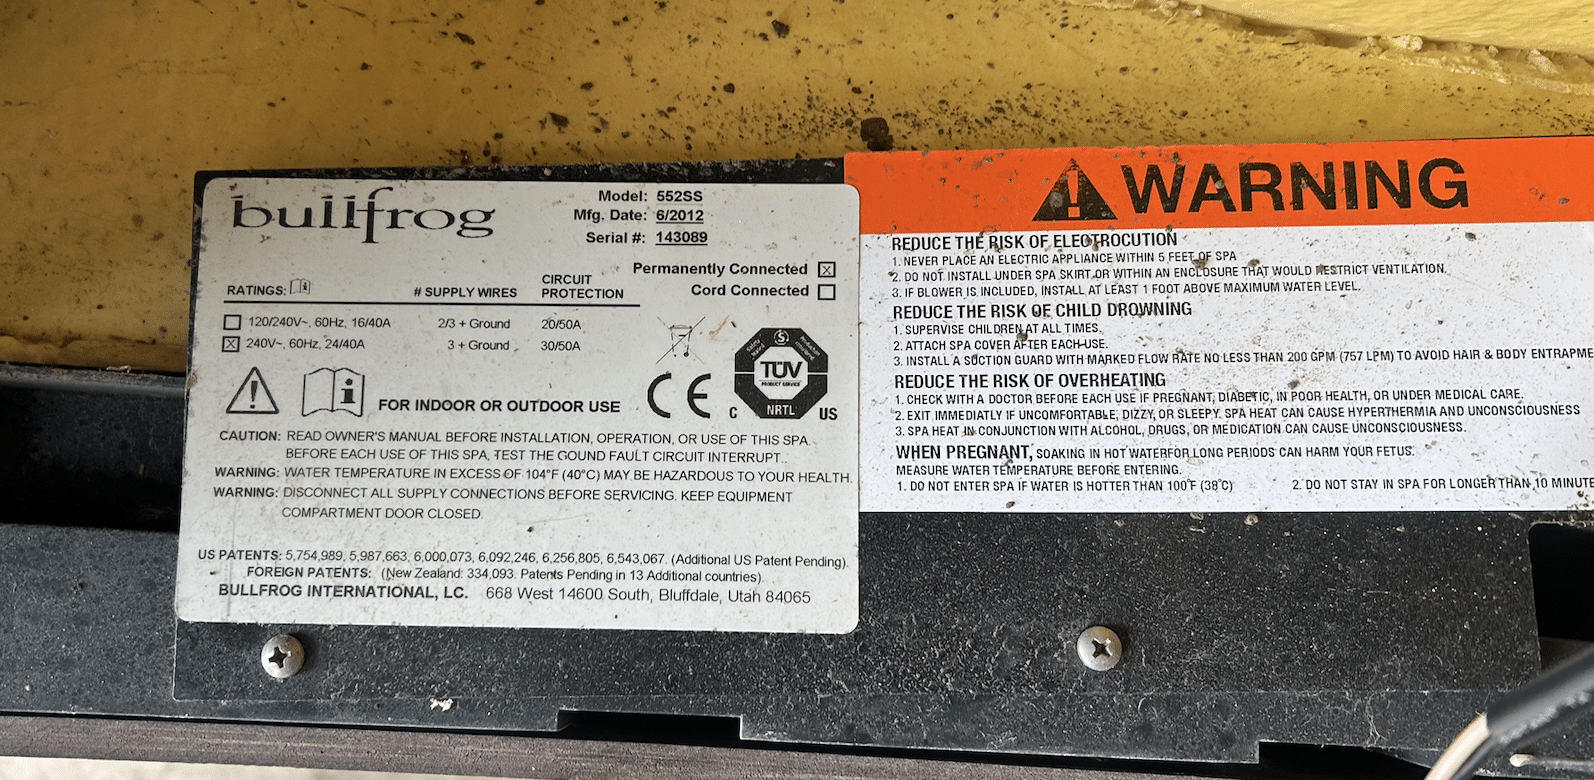 bullfrog
Model: 552SS
Mfg. Date: 6/2012
Serial #: 143089
Permanently Connected
Cord Connected
RATINGS: # SUPPLY WIRES CIRCUIT PROTECTION
120/240V~, 60Hz, 16/40A 2/3 + Ground 20/50A
240V~, 60Hz, 24/40A 3 + Ground 30/50A
FOR INDOOR OR OUTDOOR USE
CE
TÜV
PRODUCT SERVICE
C NRTL US
CAUTION: READ OWNER'S MANUAL BEFORE INSTALLATION, OPERATION, OR USE OF THIS SPA.
BEFORE EACH USE OF THIS SPA, TEST THE GOUND FAULT CIRCUIT INTERRUPT..
WARNING: WATER TEMPERATURE IN EXCESS OF 104°F (40°C) MAY BE HAZARDOUS TO YOUR HEALTH.
WARNING: DISCONNECT ALL SUPPLY CONNECTIONS BEFORE SERVICING. KEEP EQUIPMENT
COMPARTMENT DOOR CLOSED.
US PATENTS: 5,754,989, 5,987,663, 6,000,073, 6,092,246, 6,256,805, 6,543,067. (Additional US Patent Pending).
FOREIGN PATENTS: (New Zealand: 334,093. Patents Pending in 13 Additional countries).
BULLFROG INTERNATIONAL, LC. 668 West 14600 South, Bluffdale, Utah 84065
WARNING
REDUCE THE RISK OF ELECTROCUTION
1. NEVER PLACE AN ELECTRIC APPLIANCE WITHIN 5 FEET OF SPA
2. DO NOT INSTALL UNDER SPA SKIRT OR WITHIN AN ENCLOSURE THAT WOULD RESTRICT VENTILATION.
3. IF BLOWER IS INCLUDED, INSTALL AT LEAST 1 FOOT ABOVE MAXIMUM WATER LEVEL.
REDUCE THE RISK OF CHILD DROWNING
1. SUPERVISE CHILDREN AT ALL TIMES.
2. ATTACH SPA COVER AFTER EACH USE.
3. INSTALL A SUCTION GUARD WITH MARKED FLOW RATE NO LESS THAN 200 GPM (757 LPM) TO AVOID HAIR & BODY ENTRAPME
REDUCE THE RISK OF OVERHEATING
1. CHECK WITH A DOCTOR BEFORE EACH USE IF PREGNANT, DIABETIC, IN POOR HEALTH, OR UNDER MEDICAL CARE.
2. EXIT IMMEDIATELY IF UNCOMFORTABLE, DIZZY, OR SLEEPY. SPA HEAT CAN CAUSE HYPERTHERMIA AND UNCONSCIOUSNESS
3. SPA HEAT IN CONJUNCTION WITH ALCOHOL, DRUGS, OR MEDICATION CAN CAUSE UNCONSCIOUSNESS.
WHEN PREGNANT, SOAKING IN HOT WATERFOR LONG PERIODS CAN HARM YOUR FETUS.
MEASURE WATER TEMPERATURE BEFORE ENTERING.
1. DO NOT ENTER SPA IF WATER IS HOTTER THAN 100°F (38°C) 2. DO NOT STAY IN SPA FOR LONGER THAN 10 MINUTE